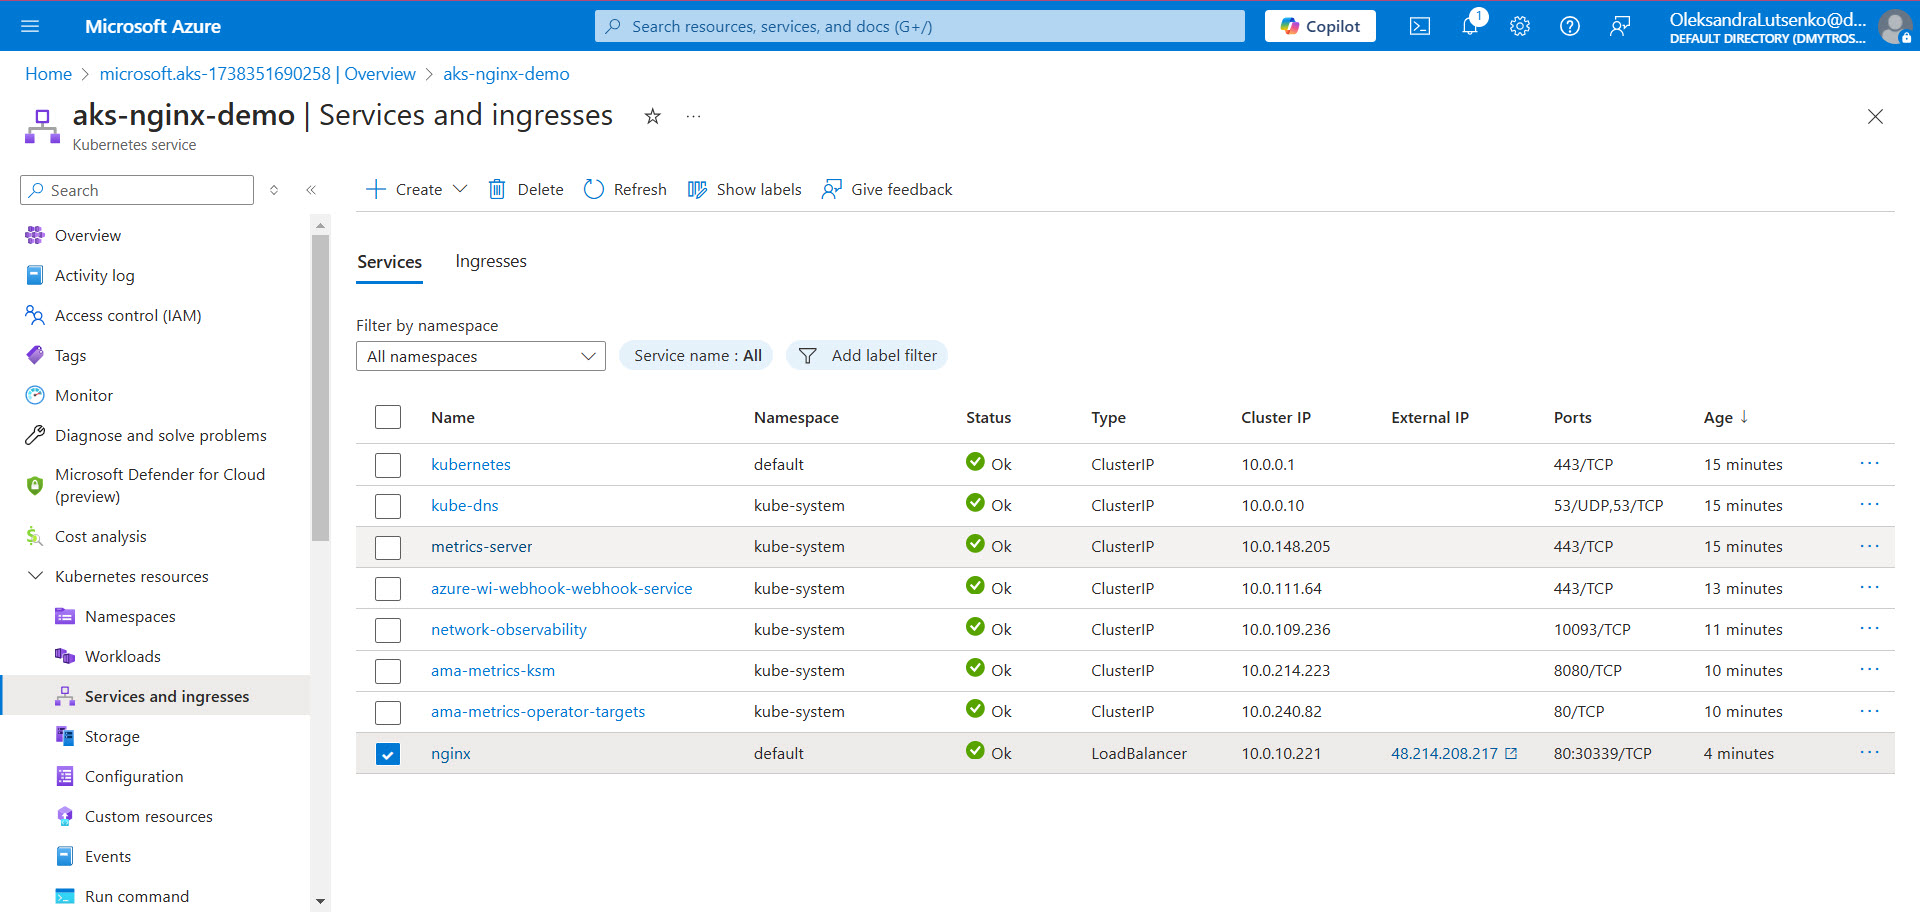 Microsoft Azure
Search resources, services, and docs (G+/)
Copilot
1
OleksandraLutsenko@d...
DEFAULT DIRECTORY (DMYTROS...
Home > microsoft.aks-1738351690258 | Overview > aks-nginx-demo
aks-nginx-demo | Services and ingresses
Kubernetes service
Search
Overview
Activity log
Access control (IAM)
Tags
Monitor
Diagnose and solve problems
Microsoft Defender for Cloud
(preview)
Cost analysis
Kubernetes resources
Namespaces
Workloads
Services and ingresses
Storage
Configuration
Custom resources
Events
Run command
Create Delete Refresh Show labels Give feedback
Services Ingresses
Filter by namespace
All namespaces Service name : All Add label filter
Name Namespace Status Type Cluster IP External IP Ports Age ↓
kubernetes default Ok ClusterIP 10.0.0.1 443/TCP 15 minutes
kube-dns kube-system Ok ClusterIP 10.0.0.10 53/UDP,53/TCP 15 minutes
metrics-server kube-system Ok ClusterIP 10.0.148.205 443/TCP 15 minutes
azure-wi-webhook-webhook-service kube-system Ok ClusterIP 10.0.111.64 443/TCP 13 minutes
network-observability kube-system Ok ClusterIP 10.0.109.236 10093/TCP 11 minutes
ama-metrics-ksm kube-system Ok ClusterIP 10.0.214.223 8080/TCP 10 minutes
ama-metrics-operator-targets kube-system Ok ClusterIP 10.0.240.82 80/TCP 10 minutes
nginx default Ok LoadBalancer 10.0.10.221 48.214.208.217 80:30339/TCP 4 minutes